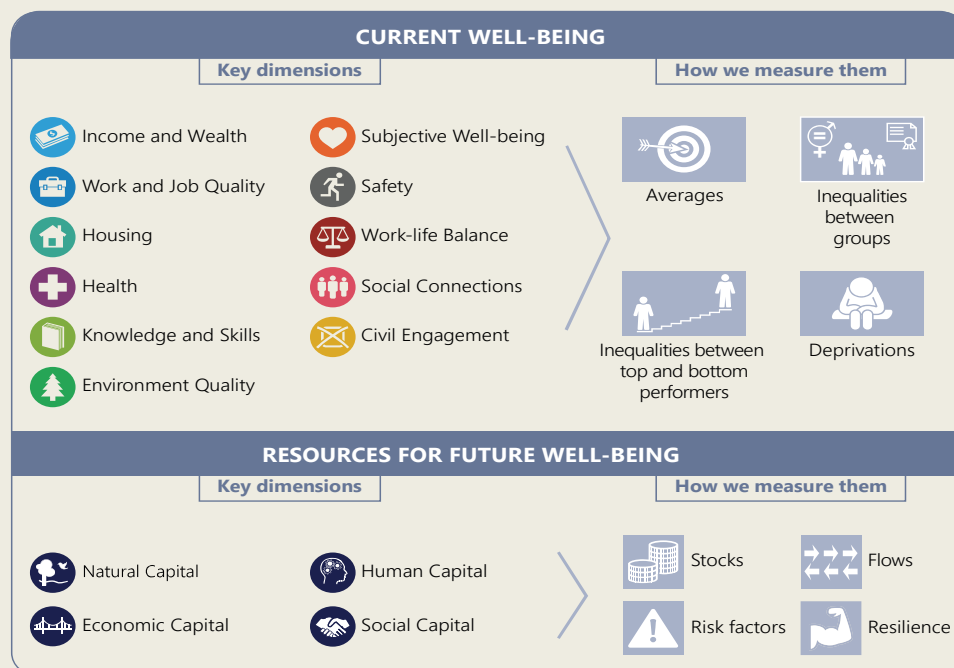 CURRENT WELL-BEING
Key dimensions
How we measure them
Income and Wealth
Work and Job Quality
Housing
Health
Knowledge and Skills
Environment Quality
Subjective Well-being
Safety
Work-life Balance
Social Connections
Civil Engagement
Averages
Inequalities
between
groups
Inequalities between
top and bottom
performers
Deprivations
RESOURCES FOR FUTURE WELL-BEING
Key dimensions
How we measure them
Natural Capital
Economic Capital
Human Capital
Social Capital
Stocks
Flows
Risk factors
Resilience